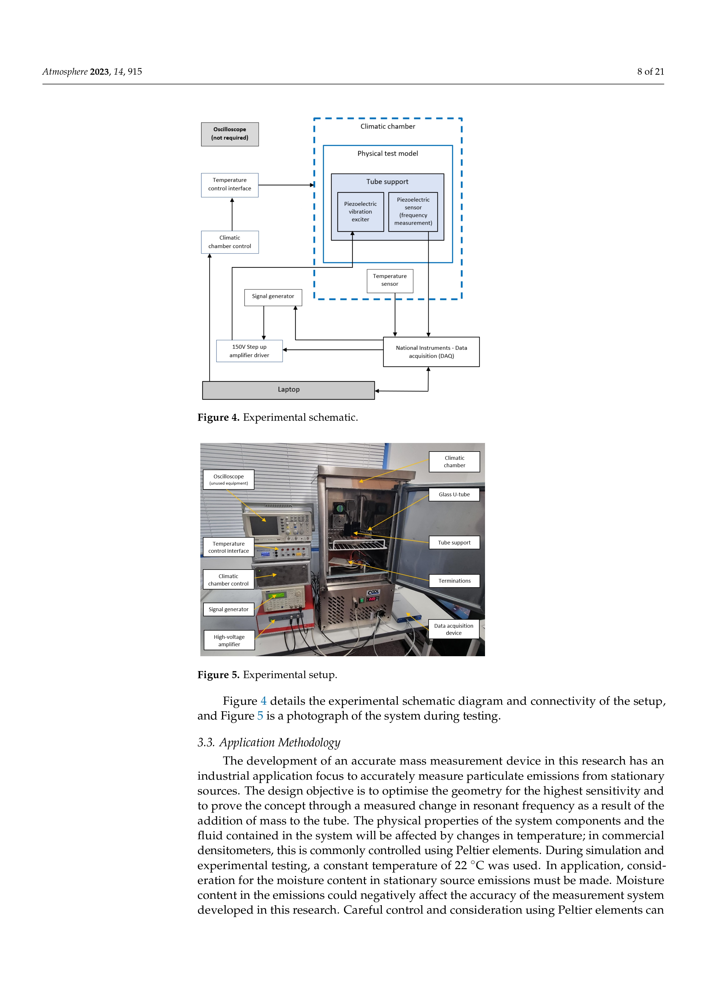 Atmosphere 2023, 14, 915
8 of 21
Oscilloscope
(not required)
Climatic chamber
Physical test model
Temperature
control interface
Tube support
Piezoelectric
vibration
exciter
Piezoelectric
sensor
(frequency
measurement)
Climatic
chamber control
Temperature
sensor
Signal generator
150V Step up
amplifier driver
National Instruments - Data
acquisition (DAQ)
Laptop
Figure 4. Experimental schematic.
Climatic
chamber
Oscilloscope
(unused equipment)
Glass U-tube
Temperature
control interface
Tube support
Climatic
chamber control
Terminations
COOL
Signal generator
Data acquisition
device
High-voltage
amplifier
Figure 5. Experimental setup.
Figure 4 details the experimental schematic diagram and connectivity of the setup,
and Figure 5 is a photograph of the system during testing.
3.3. Application Methodology
The development of an accurate mass measurement device in this research has an
industrial application focus to accurately measure particulate emissions from stationary
sources. The design objective is to optimise the geometry for the highest sensitivity and
to prove the concept through a measured change in resonant frequency as a result of the
addition of mass to the tube. The physical properties of the system components and the
fluid contained in the system will be affected by changes in temperature; in commercial
densitometers, this is commonly controlled using Peltier elements. During simulation and
experimental testing, a constant temperature of 22 °C was used. In application, consid-
eration for the moisture content in stationary source emissions must be made. Moisture
content in the emissions could negatively affect the accuracy of the measurement system
developed in this research. Careful control and consideration using Peltier elements can